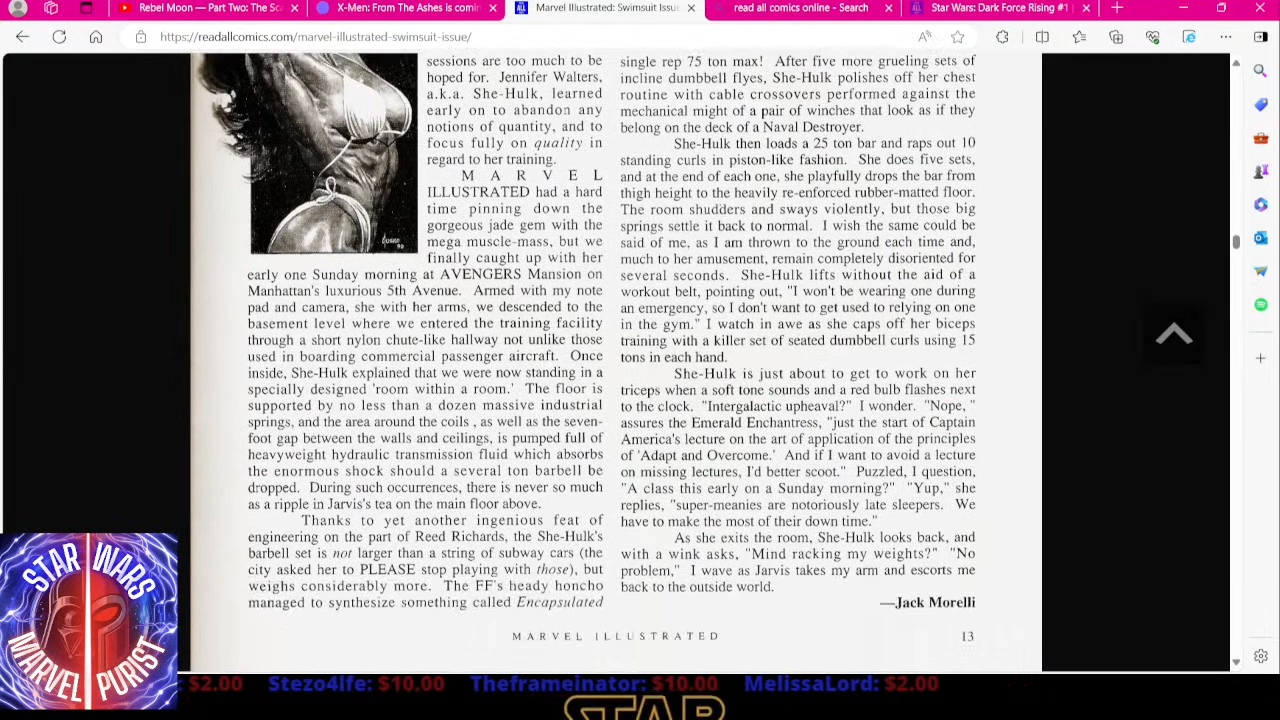 Rebel Moon — Part Two: The Sca
X-Men: From The Ashes is comin
Marvel Illustrated: Swimsuit Issu
read all comics online - Search
Star Wars: Dark Force Rising #1
https://readallcomics.com/marvel-illustrated-swimsuit-issue/
sessions are too much to
be hoped for. Jennifer Walters,
a.k.a. She-Hulk, learned
early on to abandon any
notions of quantity, and to
focus fully on quality in
regard to her training.
M A R V E L
ILLUSTRATED had a hard
time pinning down the
gorgeous jade gem with the
mega muscle-mass, but we
finally caught up with her
early one Sunday morning at AVENGERS Mansion on
Manhattan's luxurious 5th Avenue. Armed with my note
pad and camera, she with her arms, we descended to the
basement level where we entered the training facility
through a short nylon chute-like hallway not unlike those
used in boarding commercial passenger aircraft. Once
inside, She-Hulk explained that we were now standing in a
specially designed 'room within a room.' The floor is
supported by no less than a dozen massive industrial
springs, and the area around the coils , as well as the seven-
foot gap between the walls and ceilings, is pumped full of
heavyweight hydraulic transmission fluid which absorbs
the enormous shock should a several ton barbell be
dropped. During such occurrences, there is never so much
as a ripple in Jarvis's tea on the main floor above.
Thanks to yet another ingenious feat of
engineering on the part of Reed Richards, the She-Hulk's
barbell set is not larger than a string of subway cars (the
city asked her to PLEASE stop playing with those), but
weighs considerably more. The FF's heady honcho
managed to synthesize something called Encapsulated
single rep 75 ton max! After five more grueling sets of
incline dumbbell flyes, She-Hulk polishes off her chest
routine with cable crossovers performed against the
mechanical might of a pair of winches that look as if they
belong on the deck of a Naval Destroyer.
She-Hulk then loads a 25 ton bar and raps out 10
standing curls in piston-like fashion. She does five sets,
and at the end of each one, she playfully drops the bar from
thigh height to the heavily re-enforced rubber-matted floor.
The room shudders and sways violently, but those big
springs settle it back to normal. I wish the same could be
said of me, as I am thrown to the ground each time and,
much to her amusement, remain completely disoriented for
several seconds. She-Hulk lifts without the aid of a
workout belt, pointing out, "I won't be wearing one during
an emergency, so I don't want to get used to relying on one
in the gym." I watch in awe as she caps off her biceps
training with a killer set of seated dumbbell curls using 15
tons in each hand.
She-Hulk is just about to get to work on her
triceps when a soft tone sounds and a red bulb flashes next
to the clock. "Intergalactic upheaval?" I wonder. "Nope, "
assures the Emerald Enchantress, "just the start of Captain
America's lecture on the art of application of the principles
of 'Adapt and Overcome.' And if I want to avoid a lecture
on missing lectures, I'd better scoot." Puzzled, I question,
"A class this early on a Sunday morning?" "Yup," she
replies, "super-meanies are notoriously late sleepers. We
have to make the most of their down time."
As she exits the room, She-Hulk looks back, and
with a wink asks, "Mind racking my weights?" "No
problem," I wave as Jarvis takes my arm and escorts me
back to the outside world.
—Jack Morelli
MARVEL ILLUSTRATED
13
STAR WARS
MARVEL PURIST
: $2.00 Stezo4lfe: $10.00 Theframeinator: $10.00 MelissaLord: $2.00
STAR